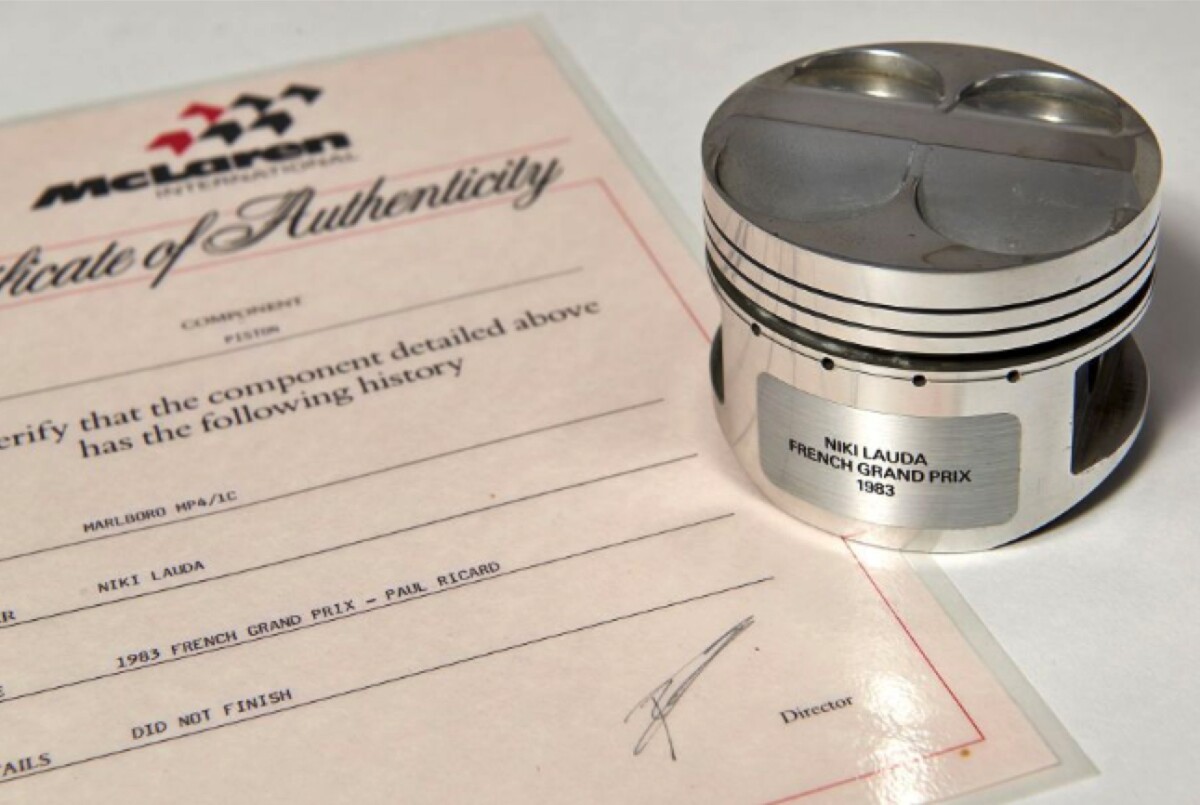 McLaren
INTERNATIONAL
ficate of Authenticity
COMPONENT
PISTON
erify that the component detailed above
has the following history
MARLBORO MP4/1C
R NIKI LAUDA
E 1983 FRENCH GRAND PRIX - PAUL RICARD
AILS DID NOT FINISH
Director
NIKI LAUDA
FRENCH GRAND PRIX
1983